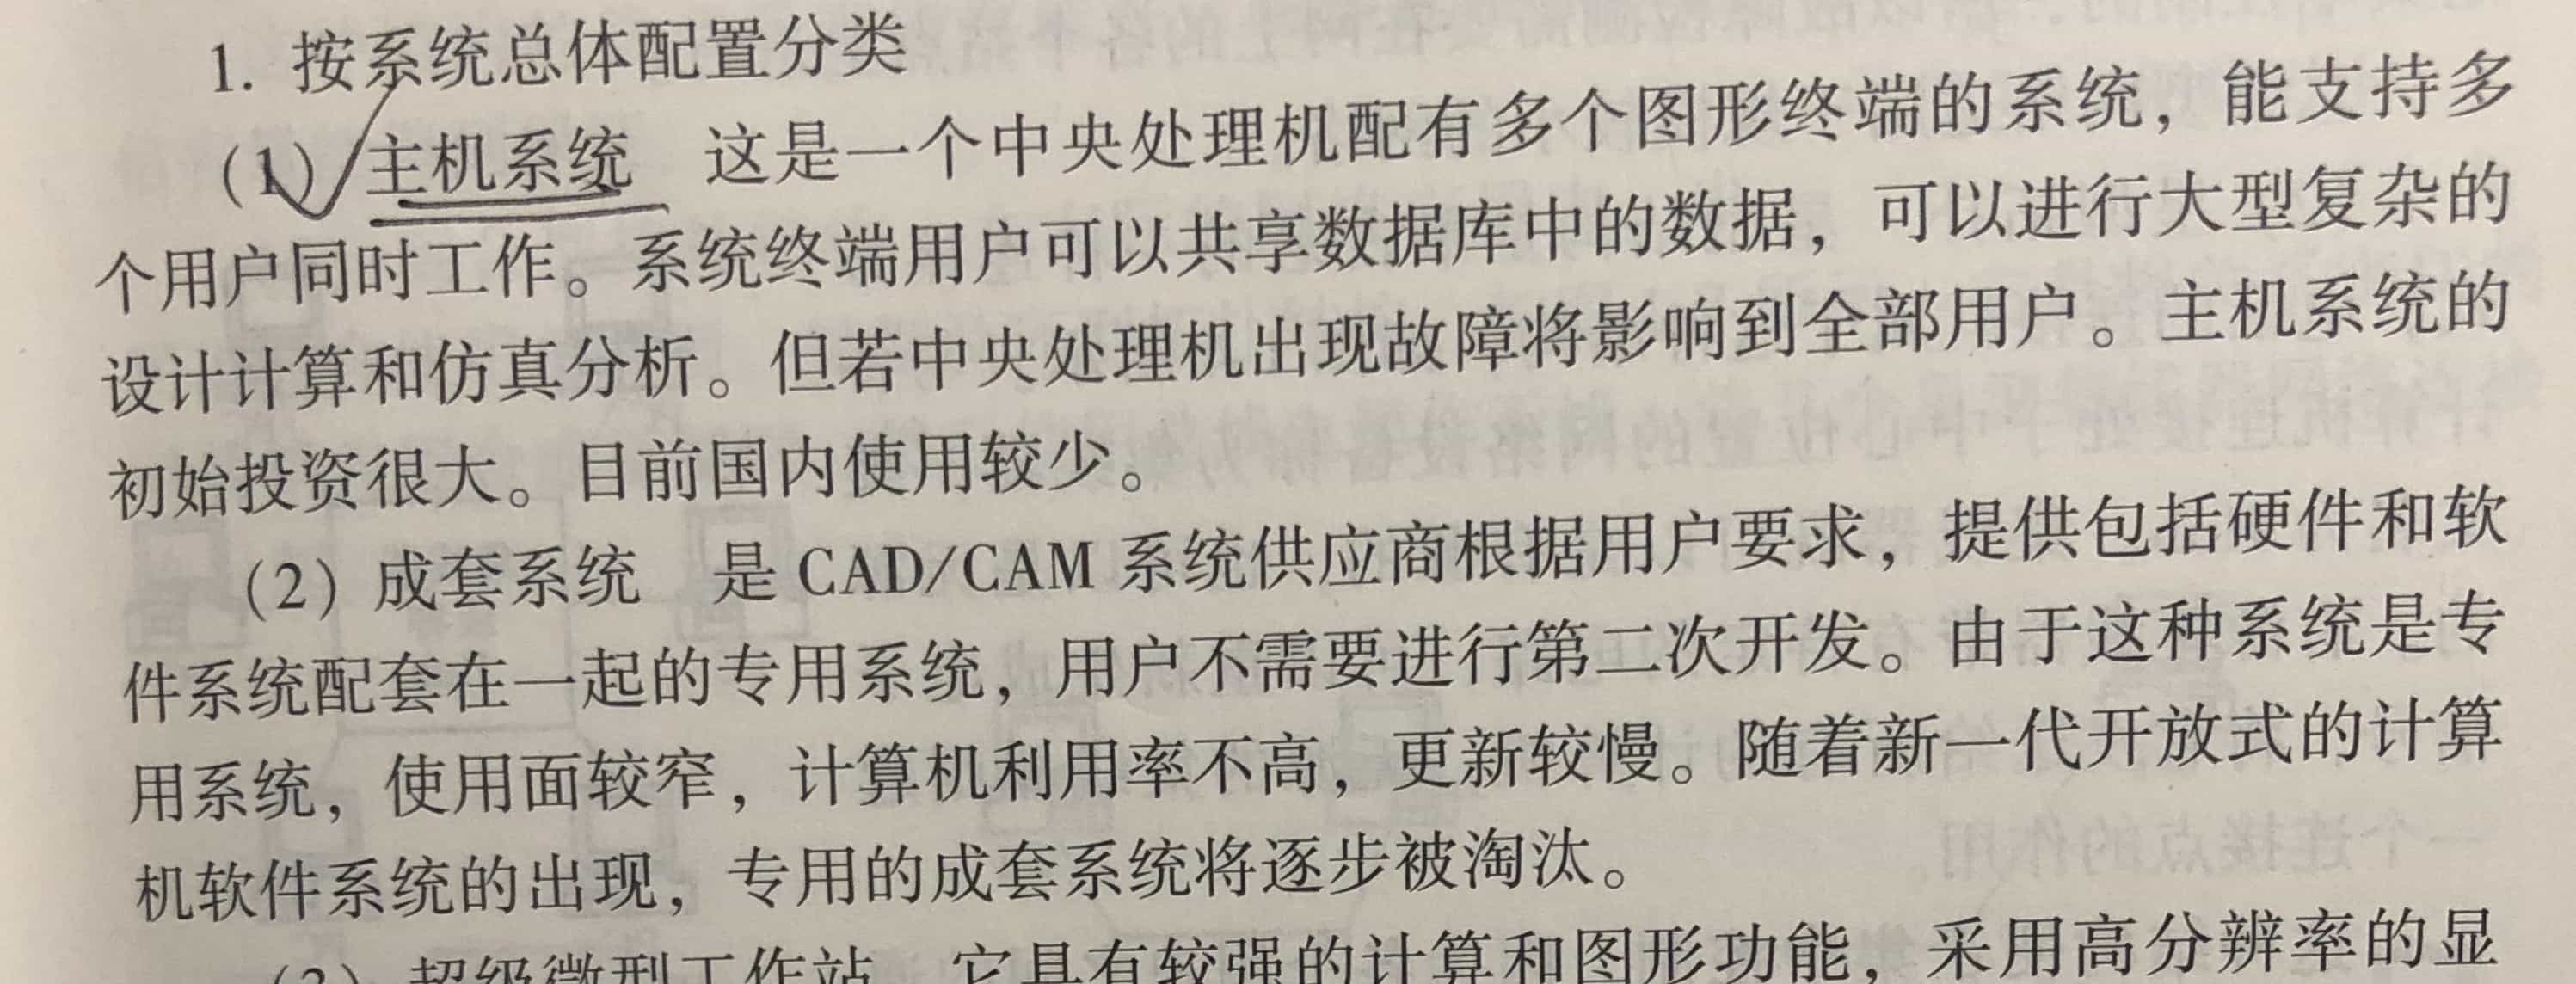 1. 按系统总体配置分类
(1) 主机系统 这是一个中央处理机配有多个图形终端的系统，能支持多
个用户同时工作。系统终端用户可以共享数据库中的数据，可以进行大型复杂的
设计计算和仿真分析。但若中央处理机出现故障将影响到全部用户。主机系统的
初始投资很大。目前国内使用较少。
(2) 成套系统 是 CAD/CAM 系统供应商根据用户要求，提供包括硬件和软
件系统配套在一起的专用系统，用户不需要进行第二次开发。由于这种系统是专
用系统，使用面较窄，计算机利用率不高，更新较慢。随着新一代开放式的计算
机软件系统的出现，专用的成套系统将逐步被淘汰。
(3) 超级微型工作站 它具有较强的计算和图形功能，采用高分辨率的显